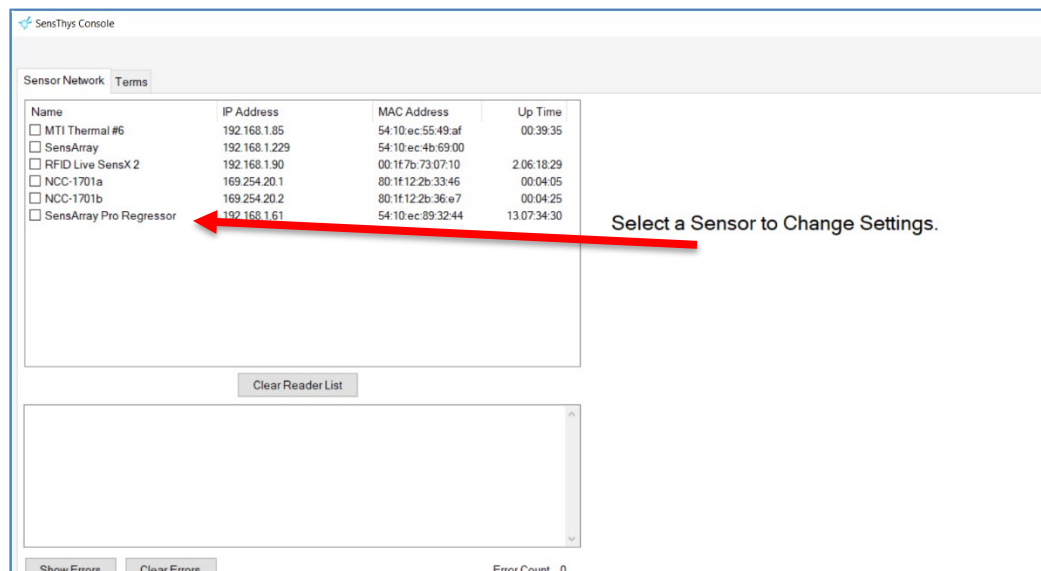 SensThys Console
Sensor Network Terms
Name IP Address MAC Address Up Time
MTI Thermal #6 192.168.1.85 54:10:ec:55:49:af 00:39:35
SensArray 192.168.1.229 54:10:ec:4b:69:00
RFID Live SensX 2 192.168.1.90 00:1f:7b:73:07:10 2.06:18:29
NCC-1701a 169.254.20.1 80:1f:12:2b:33:46 00:04:05
NCC-1701b 169.254.20.2 80:1f:12:2b:36:e7 00:04:25
SensArray Pro Regressor 192.168.1.61 54:10:ec:89:32:44 13.07:34:30
Select a Sensor to Change Settings.
Clear Reader List
Show Errors Clear Errors Error Count 0